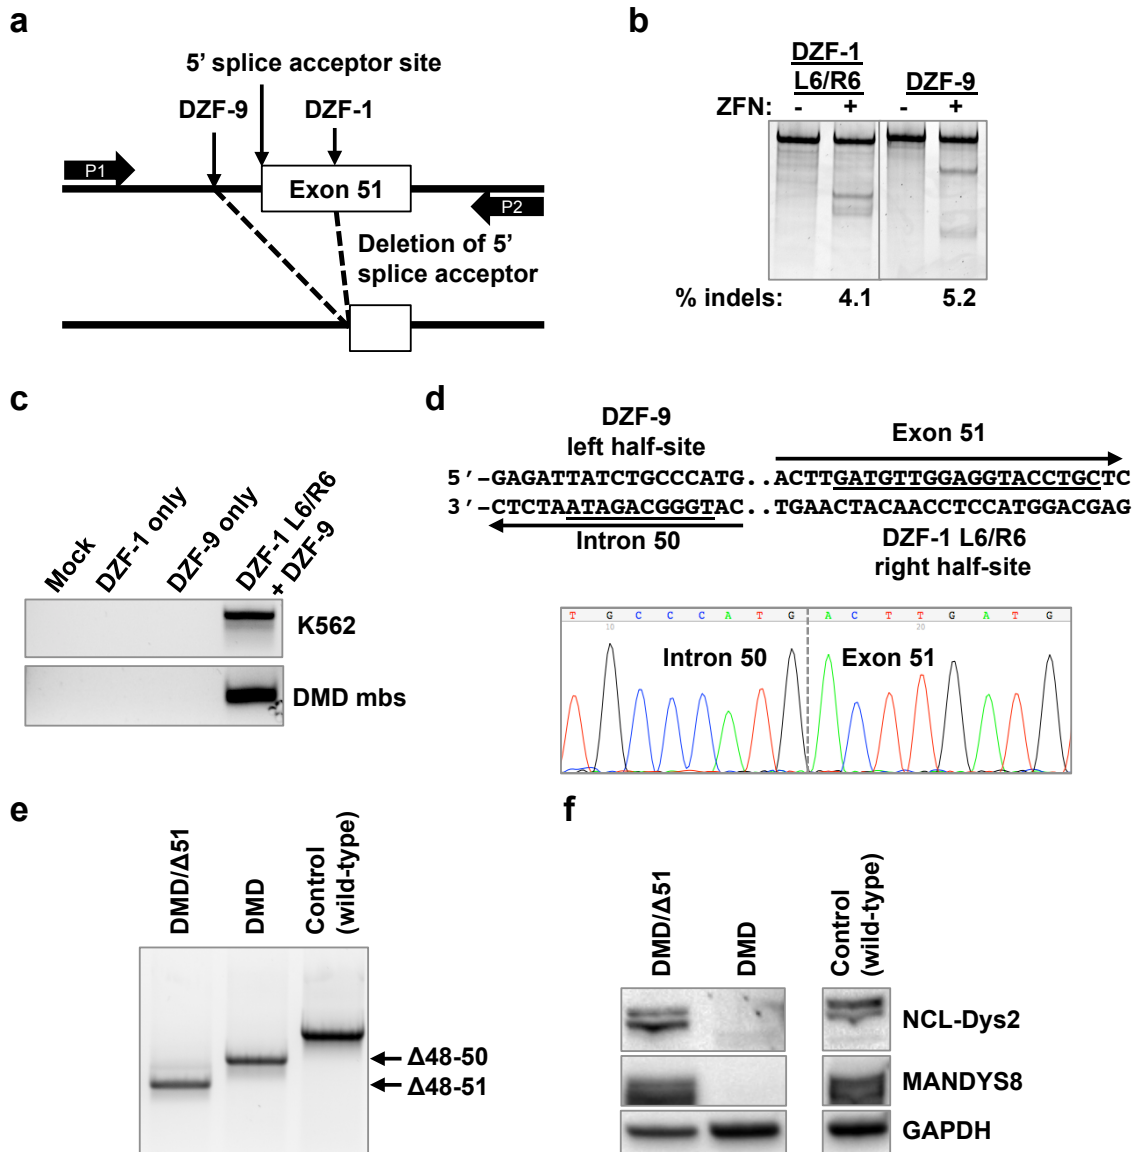 a
5' splice acceptor site
DZF-9
DZF-1
P1
Exon 51
P2
Deletion of 5'
splice acceptor
b
DZF-1
L6/R6
DZF-9
ZFN:
-
+
-
+
% indels:
4.1
5.2
c
Mock
DZF-1 only
DZF-9 only
DZF-1 L6/R6
+ DZF-9
K562
DMD mbs
d
DZF-9
left half-site
Exon 51
5'-GAGATTATCTGCCCATG..ACTTGATGTTGGAGGTACCTGCTC
3'-CTCTAATAGACGGGTAC..TGAACTACAACCTCCATGGACGAG
Intron 50
DZF-1 L6/R6
right half-site
T G C C C A T G A C T T G A T G
10
20
Intron 50
Exon 51
e
DMD/Δ51
DMD
Control
(wild-type)
Δ48-50
Δ48-51
f
DMD/Δ51
DMD
Control
(wild-type)
NCL-Dys2
MANDYS8
GAPDH